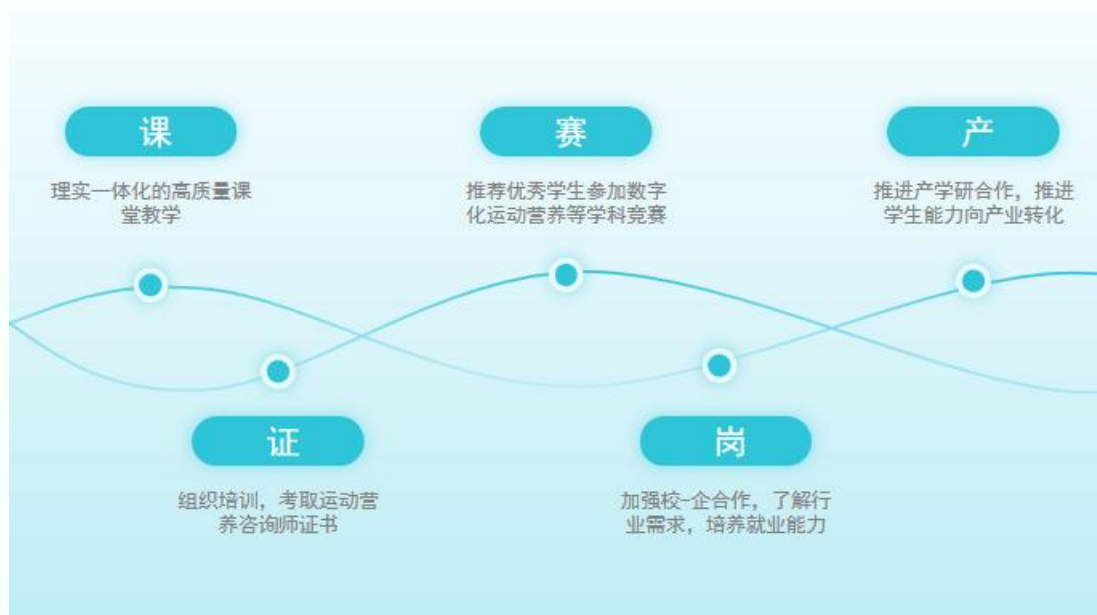 课
理实一体化的高质量课
堂教学
证
组织培训，考取运动营
养咨询师证书
赛
推荐优秀学生参加数字
化运动营养等学科竞赛
岗
加强校-企合作，了解行
业需求，培养就业能力
产
推进产学研合作，推进
学生能力向产业转化